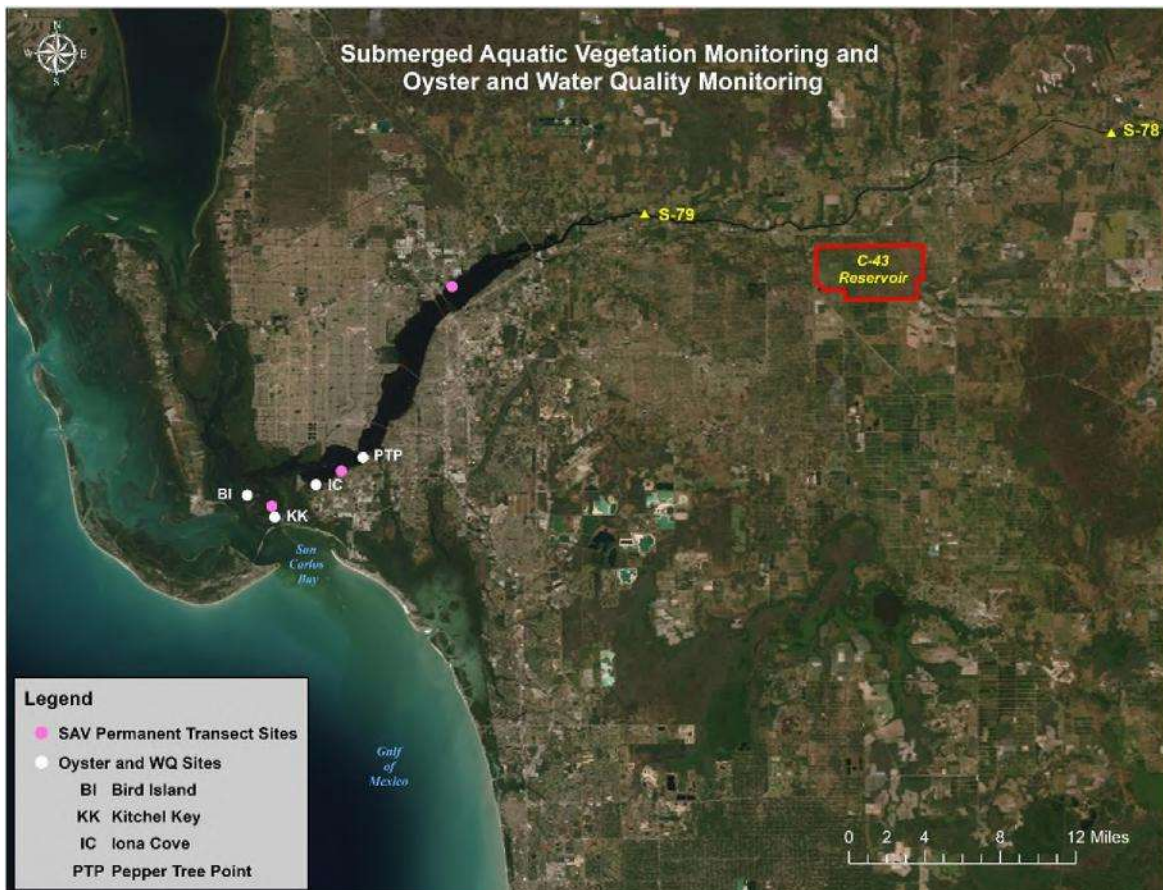 N
W E
S
Submerged Aquatic Vegetation Monitoring and
Oyster and Water Quality Monitoring
S-78
S-79
C-43
Reservoir
PTP
IC
BI
KK
San
Carlos
Bay
Gulf
of
Mexico
Legend
SAV Permanent Transect Sites
Oyster and WQ Sites
BI Bird Island
KK Kitchel Key
IC Iona Cove
PTP Pepper Tree Point
0 2 4 8 12 Miles